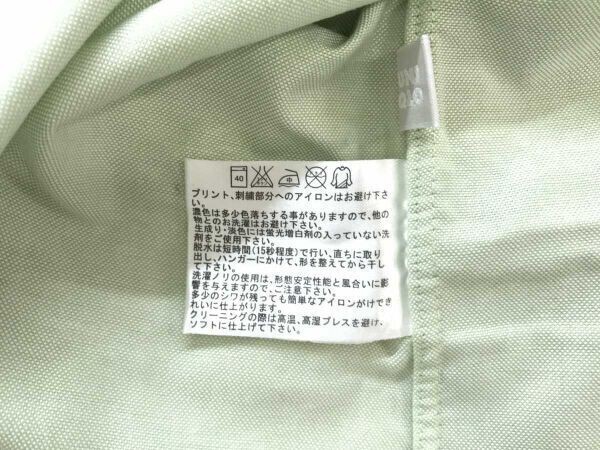 40 中
プリント、刺繍部分へのアイロンはお避け下さ
い。
濃色は多少色落ちする事がありますので、他の
物とのお洗濯はお避け下さい。
生成り・淡色には蛍光増白剤の入っていない洗
剤をご使用下さい。
脱水は短時間(15秒程度)で行い、直ちに取り
出し、ハンガーにかけて、形を整えてから干し
て下さい。
洗濯ノリの使用は、形態安定性能と風合いに影
響を与えますので、ご注意下さい。
多少のシワが残っても簡単なアイロンがけでき
れいに仕上がります。
クリーニングの際は高温、高湿プレスを避け、
ソフトに仕上げて下さい。